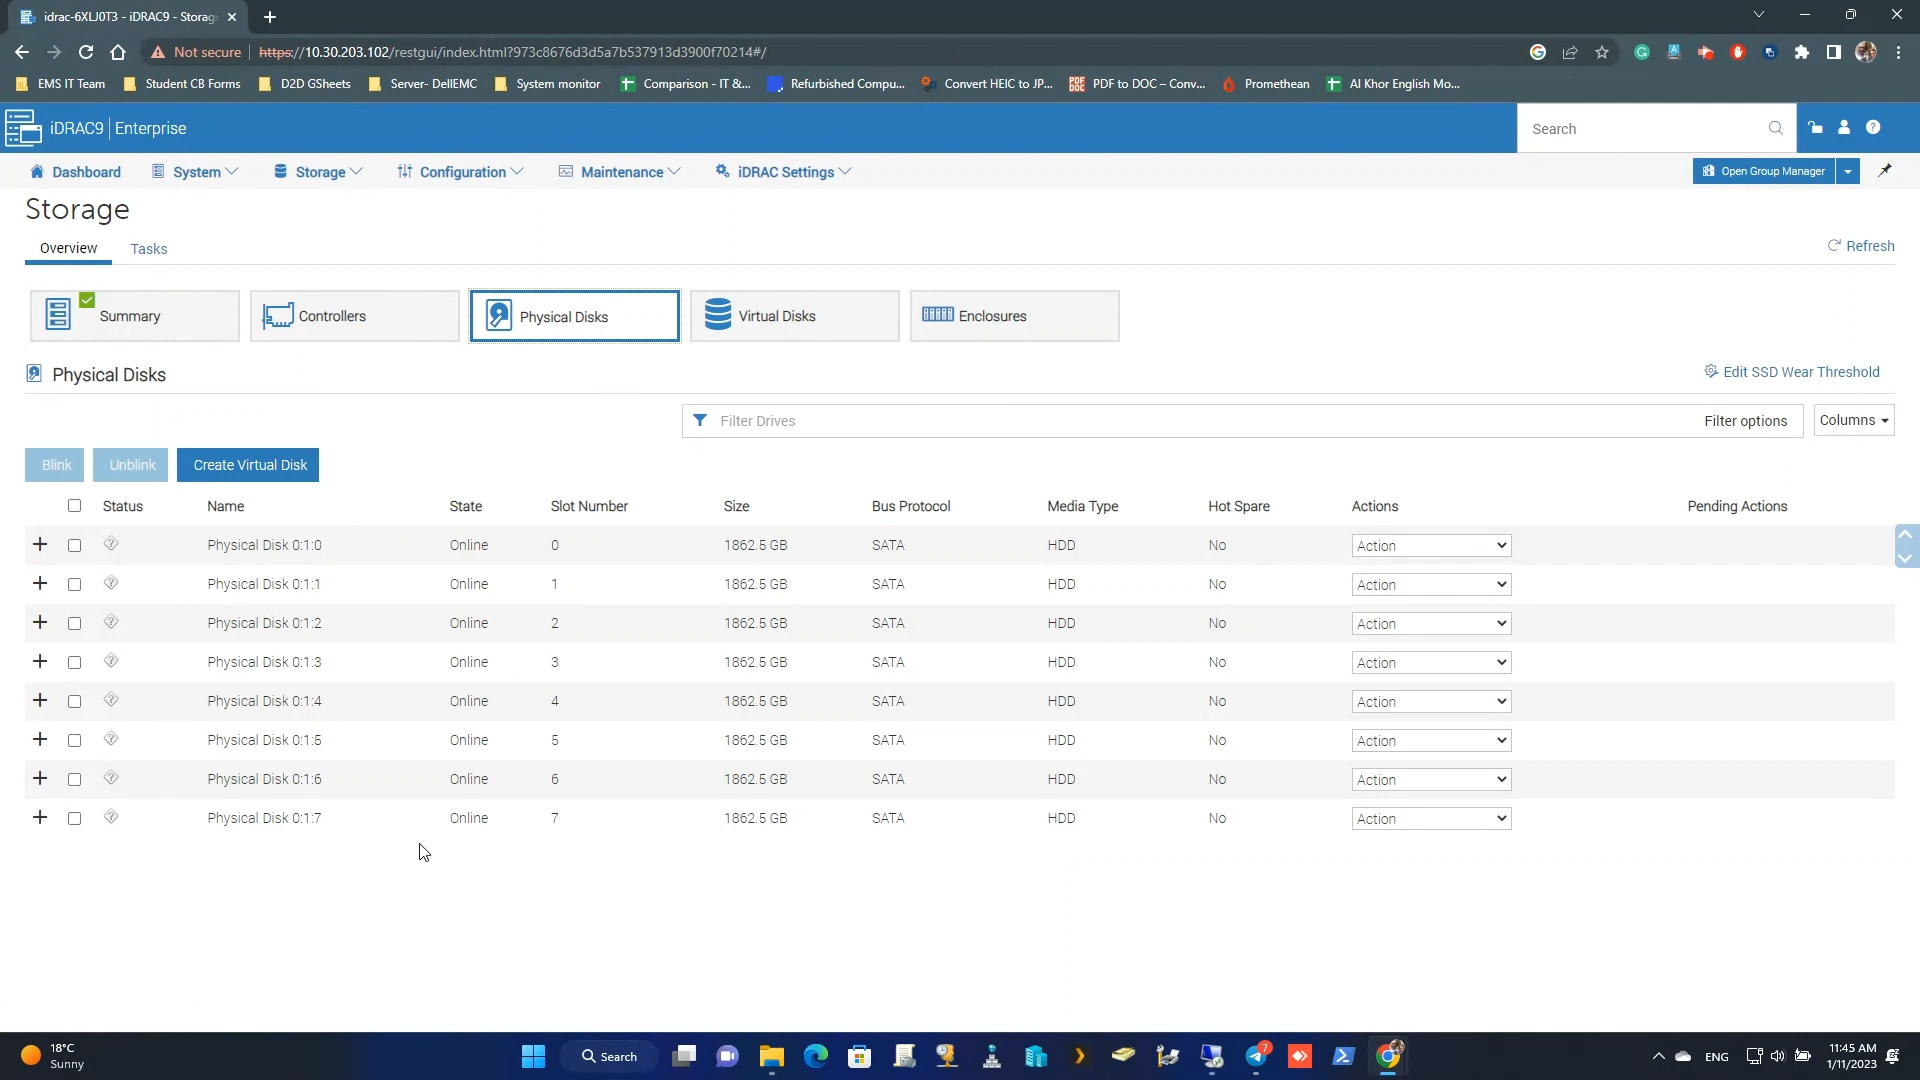 idrac-6XLJ0T3 - iDRAC9 - Storag
Not secure | https://10.30.203.102/restgui/index.html?973c8676d3d5a7b537913d3900f70214#/
EMS IT Team Student CB Forms D2D GSheets Server- DellEMC System monitor Comparison - IT &... Refurbished Compu... Convert HEIC to JP... PDF to DOC – Conv... Promethean Al Khor English Mo...
iDRAC9 | Enterprise Search
Dashboard System Storage Configuration Maintenance iDRAC Settings Open Group Manager
Storage
Overview Tasks Refresh
Summary Controllers Physical Disks Virtual Disks Enclosures
Physical Disks Edit SSD Wear Threshold
Filter Drives Filter options Columns
Blink Unblink Create Virtual Disk
Status Name State Slot Number Size Bus Protocol Media Type Hot Spare Actions Pending Actions
+ Physical Disk 0:1:0 Online 0 1862.5 GB SATA HDD No Action
+ Physical Disk 0:1:1 Online 1 1862.5 GB SATA HDD No Action
+ Physical Disk 0:1:2 Online 2 1862.5 GB SATA HDD No Action
+ Physical Disk 0:1:3 Online 3 1862.5 GB SATA HDD No Action
+ Physical Disk 0:1:4 Online 4 1862.5 GB SATA HDD No Action
+ Physical Disk 0:1:5 Online 5 1862.5 GB SATA HDD No Action
+ Physical Disk 0:1:6 Online 6 1862.5 GB SATA HDD No Action
+ Physical Disk 0:1:7 Online 7 1862.5 GB SATA HDD No Action
18°C
Sunny
Search
7
ENG
11:45 AM
1/11/2023